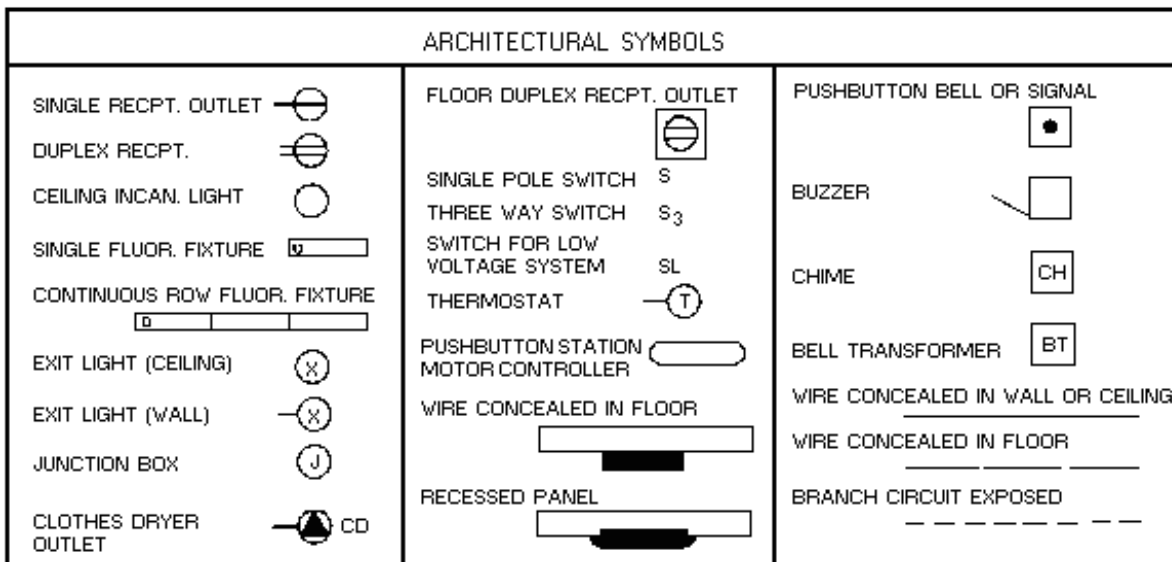 ARCHITECTURAL SYMBOLS
SINGLE RECPT. OUTLET
DUPLEX RECPT.
CEILING INCAN. LIGHT
SINGLE FLUOR. FIXTURE
CONTINUOUS ROW FLUOR. FIXTURE
EXIT LIGHT (CEILING) X
EXIT LIGHT (WALL) X
JUNCTION BOX J
CLOTHES DRYER CD
OUTLET
FLOOR DUPLEX RECPT. OUTLET
SINGLE POLE SWITCH S
THREE WAY SWITCH S3
SWITCH FOR LOW
VOLTAGE SYSTEM SL
THERMOSTAT T
PUSHBUTTON STATION
MOTOR CONTROLLER
WIRE CONCEALED IN FLOOR
RECESSED PANEL
PUSHBUTTON BELL OR SIGNAL
BUZZER
CHIME CH
BELL TRANSFORMER BT
WIRE CONCEALED IN WALL OR CEILING
WIRE CONCEALED IN FLOOR
BRANCH CIRCUIT EXPOSED